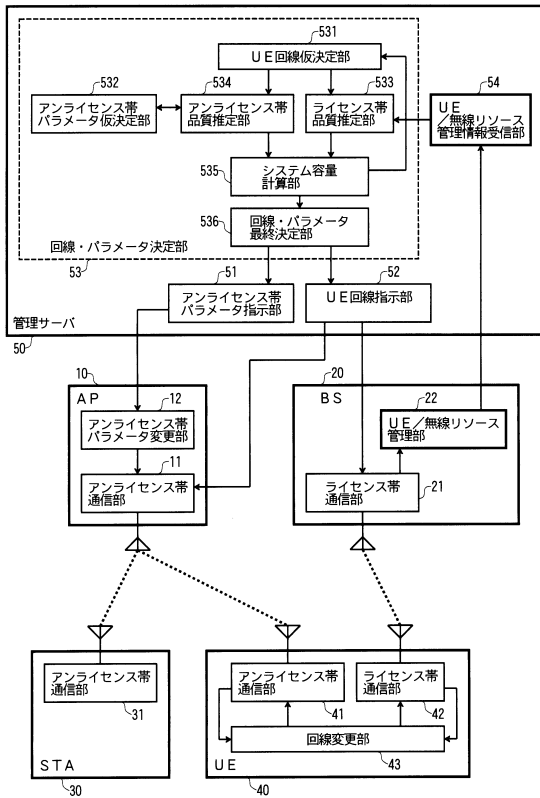 531
UE回線仮決定部
532
アンライセンス帯
パラメータ仮決定部
534
アンライセンス帯
品質推定部
533
ライセンス帯
品質推定部
54
UE
／無線リソース
管理情報受信部
535
システム容量
計算部
536
回線・パラメータ
最終決定部
回線・パラメータ決定部
53
51
アンライセンス帯
パラメータ指示部
52
UE回線指示部
管理サーバ
50
10
AP
12
アンライセンス帯
パラメータ変更部
11
アンライセンス帯
通信部
20
BS
22
UE／無線リソース
管理部
ライセンス帯
通信部
21
アンライセンス帯
通信部
31
STA
30
アンライセンス帯
通信部
41
ライセンス帯
通信部
42
回線変更部
43
UE
40